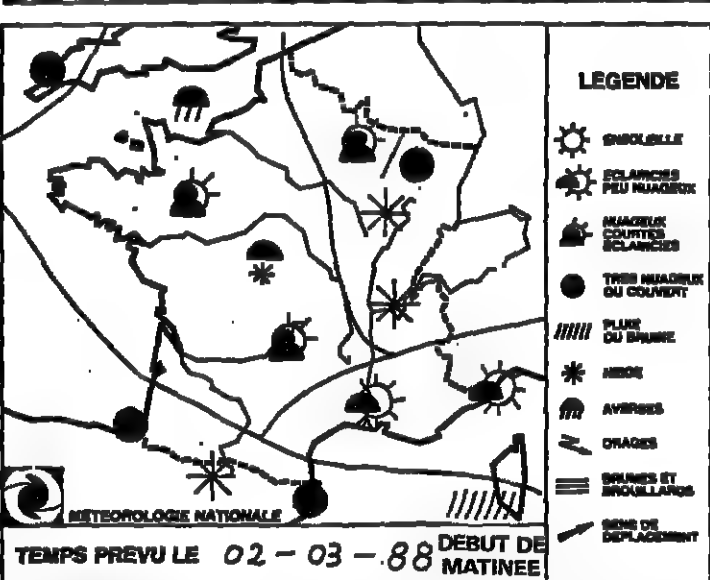 LEGENDE
ENSOLEILLE
ECLAIRCIES
PEU NUAGEUX
NUAGEUX
COURTES
ECLAIRCIES
TRES NUAGEUX
OU COUVERT
PLUIE
OU BRUINE
NEIGE
AVERSES
ORAGES
BRUMES ET
BROUILLARDS
SENS DE
DEPLACEMENT
METEOROLOGIE NATIONALE
TEMPS PREVU LE 02-03-88 DEBUT DE
MATINEE